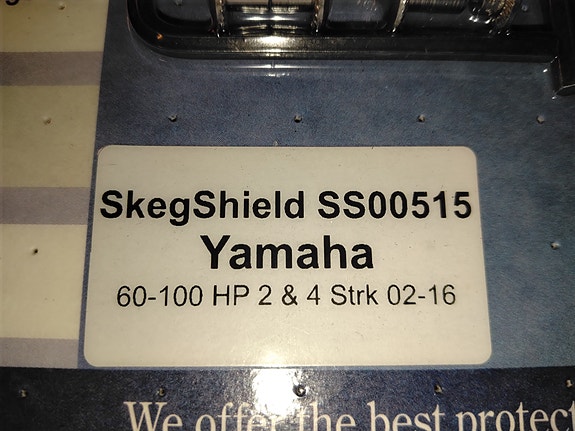 SkegShield SS00515
Yamaha
60-100 HP 2 & 4 Strk 02-16
We offer the best protect